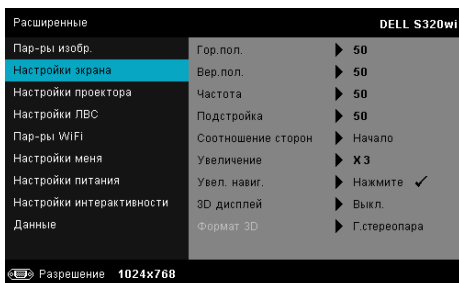 Расширенные DELL S320wi
Пар-ры изобр.
Настройки экрана
Настройки проектора
Настройки ЛВС
Пар-ры WiFi
Настройки меня
Настройки питания
Настройки интерактивности
Данные
Гор.пол. 50
Вер.пол. 50
Частота 50
Подстройка 50
Соотношение сторон Начало
Увеличение X 3
Увел. навиг. Нажмите ✓
3D дисплей Выкл.
Формат 3D Г.стереопара
Разрешение 1024x768